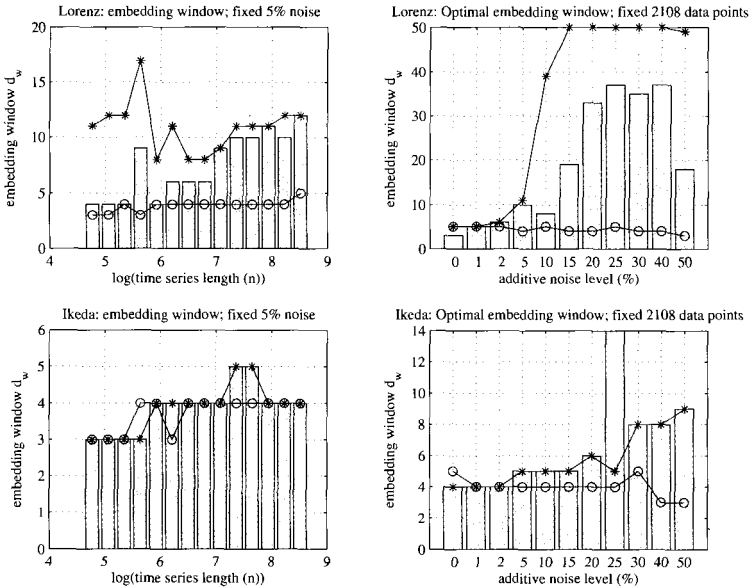 Lorenz: embedding window; fixed 5% noise
20
15
10
5
0
4 5 6 7 8 9
embedding window d_w
log(time series length (n))
Lorenz: Optimal embedding window; fixed 2108 data points
50
40
30
20
10
0
0 1 2 5 10 15 20 25 30 40 50
embedding window d_w
additive noise level (%)
Ikeda: embedding window; fixed 5% noise
6
5
4
3
2
1
0
4 5 6 7 8 9
embedding window d_w
log(time series length (n))
Ikeda: Optimal embedding window; fixed 2108 data points
14
12
10
8
6
4
2
0
0 1 2 5 10 15 20 25 30 40 50
embedding window d_w
additive noise level (%)